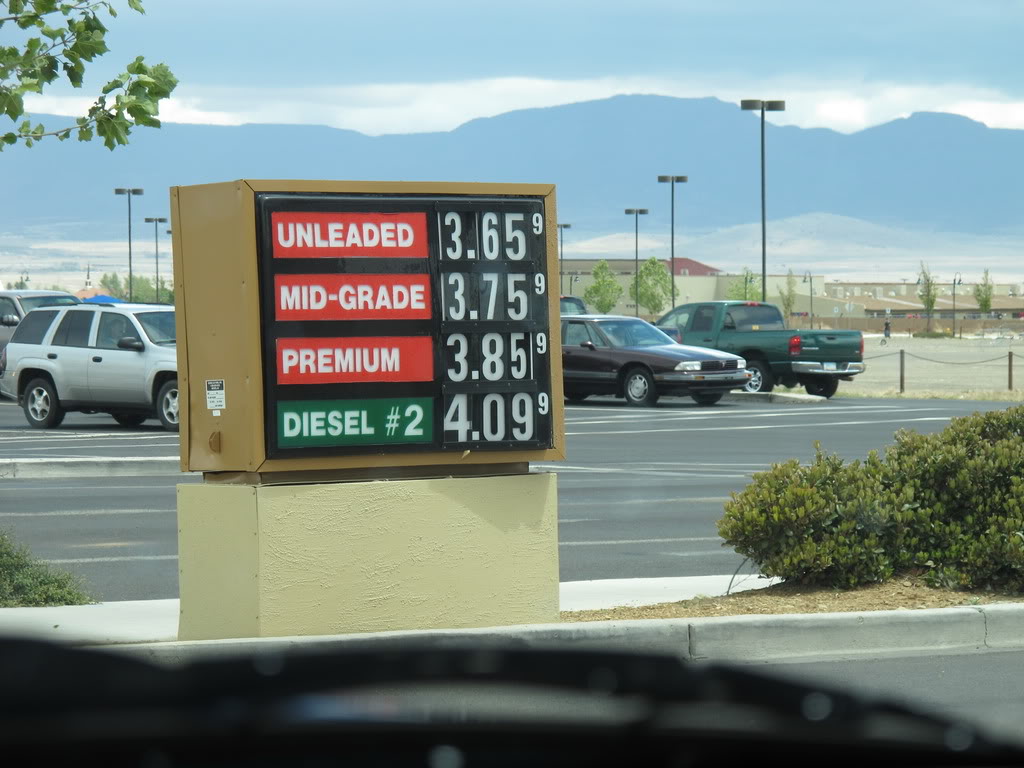 UNLEADED 3.65 9
MID-GRADE 3.75 9
PREMIUM 3.85 9
DIESEL #2 4.09 9